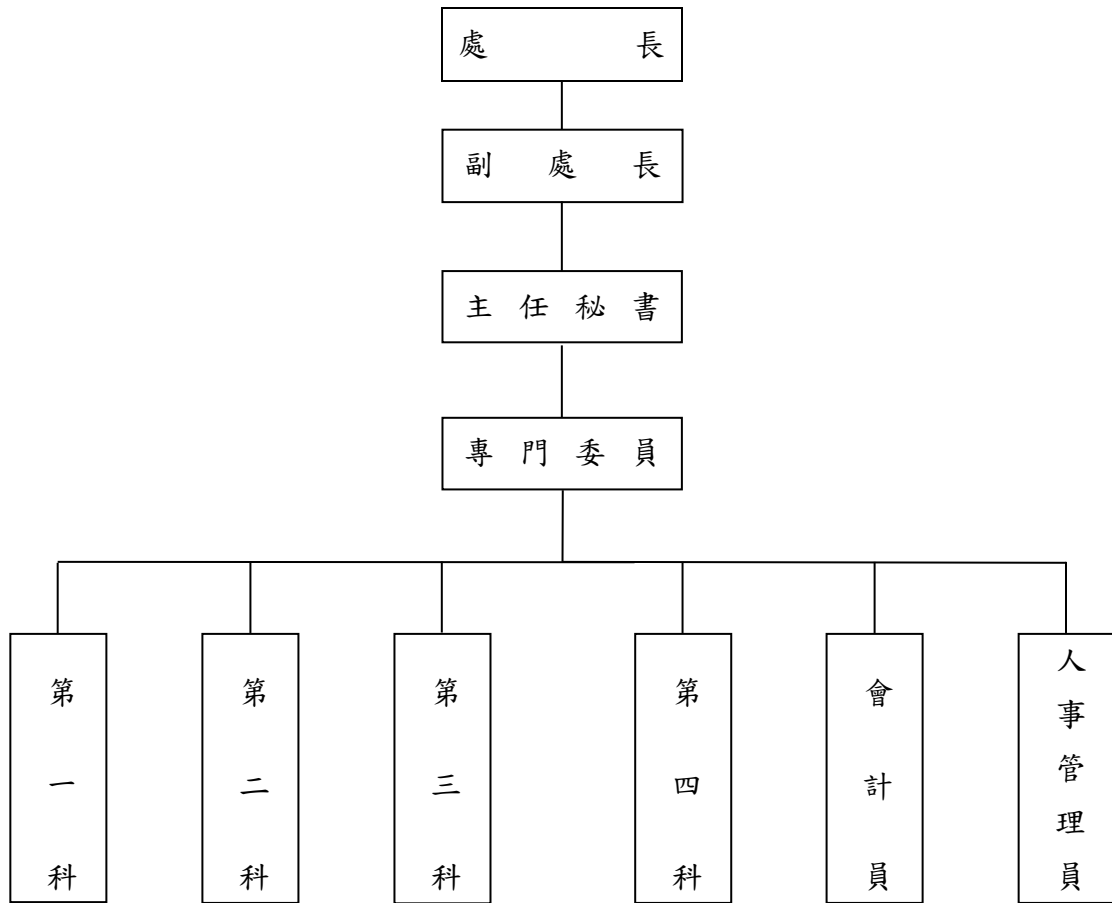 處長
副處長
主任秘書
專門委員
第一科
第二科
第三科
第四科
會計員
人事管理員